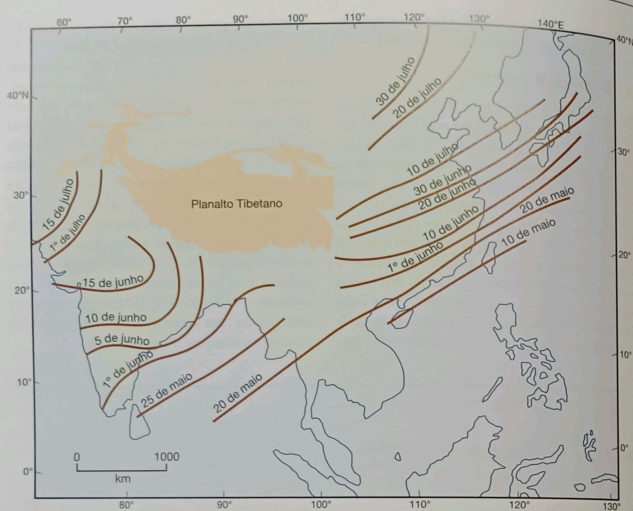 60° 70° 80° 90° 100° 110° 120° 130° 140°E
40°N
40°N
30 de julho
20 de julho
10 de julho
30 de junho
20 de junho
30°
30°
15 de julho
1º de julho
Planalto Tibetano
10 de junho
1º de junho
20 de maio
10 de maio
20°
20°
15 de junho
10 de junho
5 de junho
1º de junho
25 de maio
20 de maio
10°
10°
0 1000
km
0°
0°
80° 90° 100° 110° 120° 130°